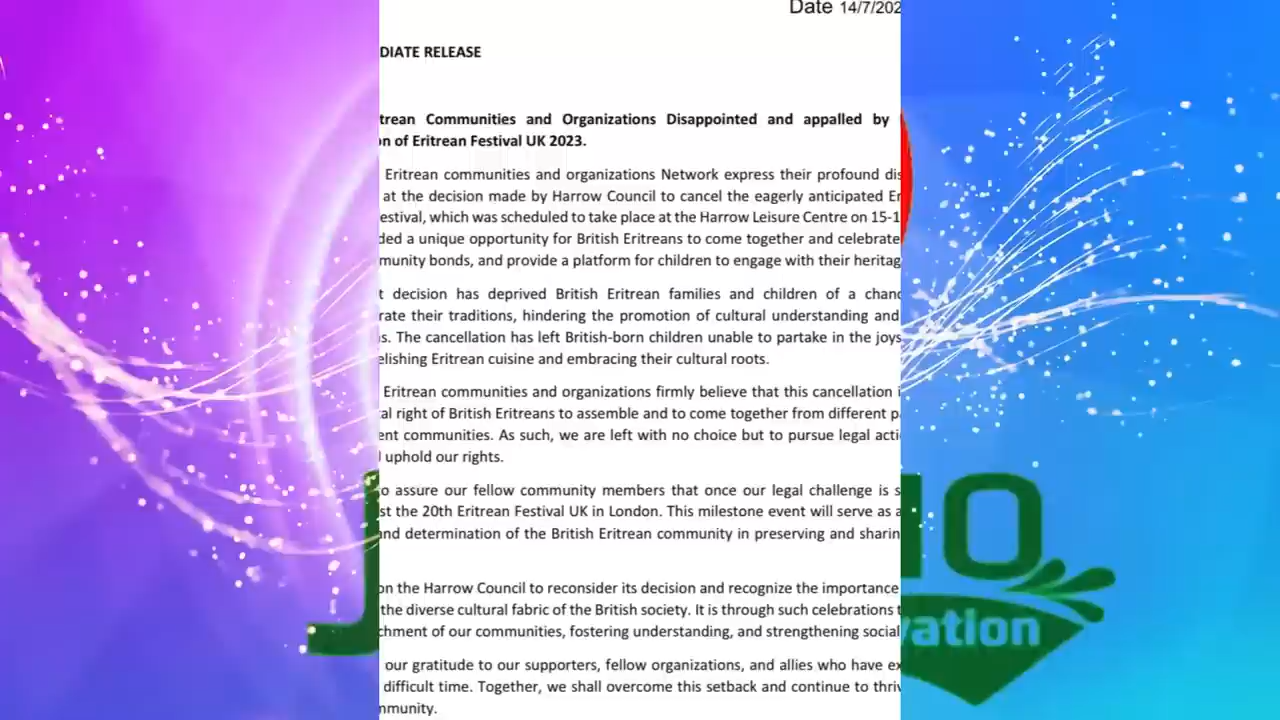 Date 14/7/202
DIATE RELEASE
trean Communities and Organizations Disappointed and appalled by
on of Eritrean Festival UK 2023.
Eritrean communities and organizations Network express their profound dis
at the decision made by Harrow Council to cancel the eagerly anticipated Er
estival, which was scheduled to take place at the Harrow Leisure Centre on 15-1
ded a unique opportunity for British Eritreans to come together and celebrate
munity bonds, and provide a platform for children to engage with their heritag
t decision has deprived British Eritrean families and children of a chanc
rate their traditions, hindering the promotion of cultural understanding and
s. The cancellation has left British-born children unable to partake in the joys
elishing Eritrean cuisine and embracing their cultural roots.
Eritrean communities and organizations firmly believe that this cancellation i
al right of British Eritreans to assemble and to come together from different pa
ent communities. As such, we are left with no choice but to pursue legal acti
uphold our rights.
o assure our fellow community members that once our legal challenge is s
st the 20th Eritrean Festival UK in London. This milestone event will serve as a
and determination of the British Eritrean community in preserving and sharin
on the Harrow Council to reconsider its decision and recognize the importance
the diverse cultural fabric of the British society. It is through such celebrations t
chment of our communities, fostering understanding, and strengthening social
our gratitude to our supporters, fellow organizations, and allies who have ex
difficult time. Together, we shall overcome this setback and continue to thriv
mmunity.
J
NO
vation